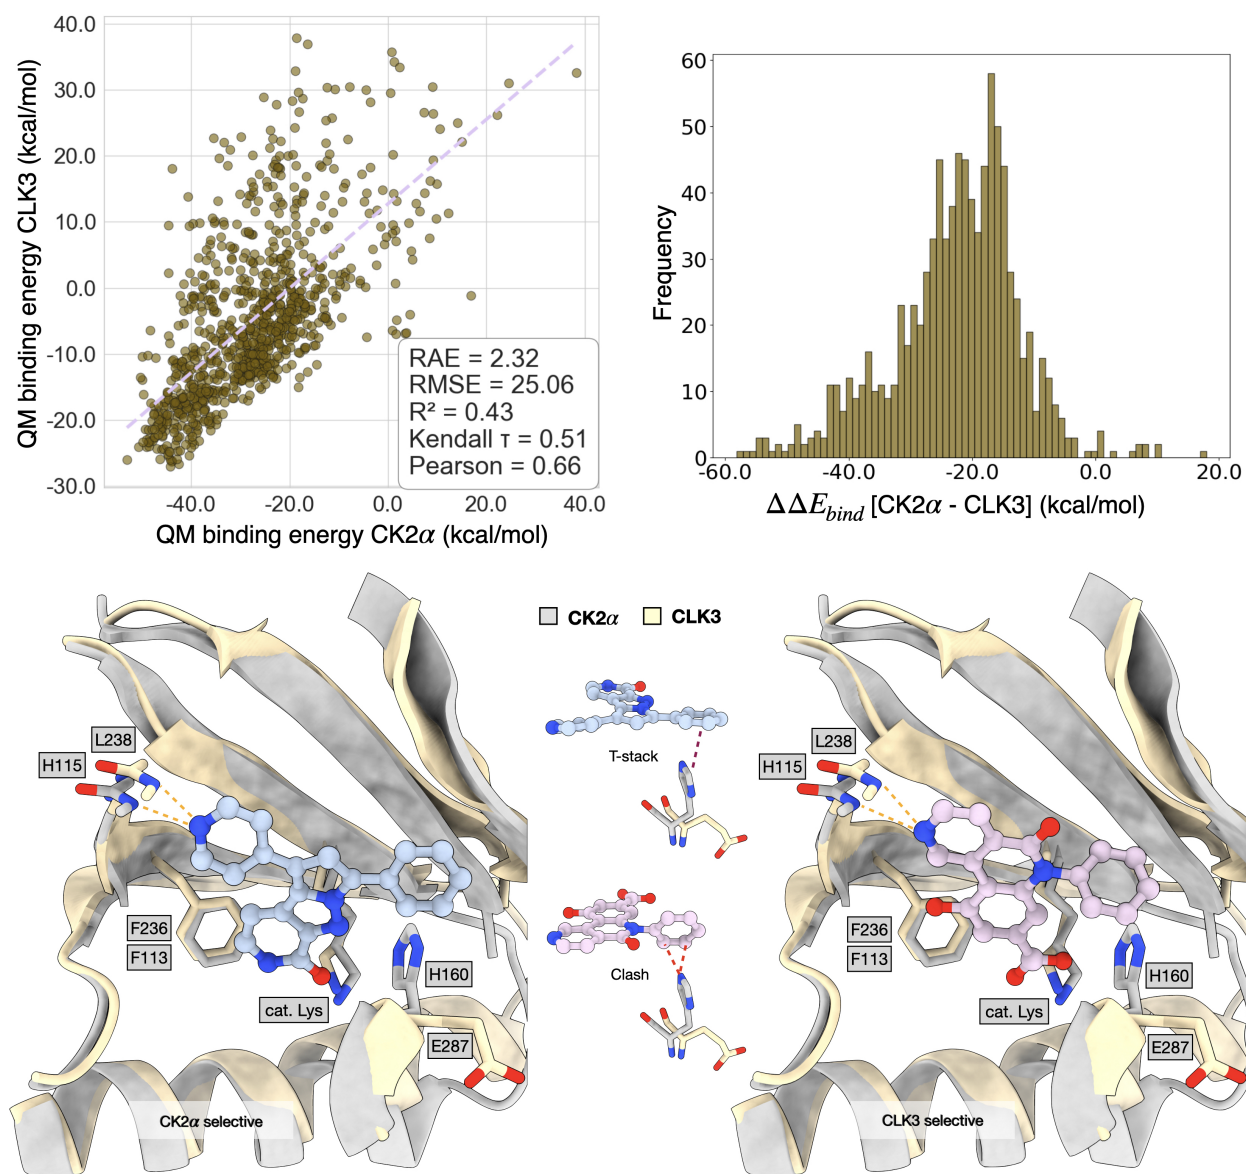 40.0
30.0
20.0
10.0
0.0
-10.0
-20.0
-30.0
QM binding energy CLK3 (kcal/mol)
RAE = 2.32
RMSE = 25.06
R² = 0.43
Kendall τ = 0.51
Pearson = 0.66
-40.0 -20.0 0.0 20.0 40.0
QM binding energy CK2α (kcal/mol)
60
50
40
30
20
10
0
Frequency
-60.0 -40.0 -20.0 0.0 20.0
ΔΔE_bind [CK2α - CLK3] (kcal/mol)
CK2α CLK3
L238
H115
F236
F113
cat. Lys
H160
E287
CK2α selective
T-stack
Clash
L238
H115
F236
F113
cat. Lys
H160
E287
CLK3 selective